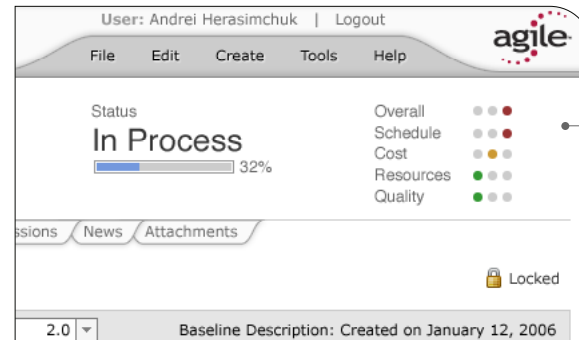 User: Andrei Herasimchuk | Logout
agile
File Edit Create Tools Help
Status
In Process
32%
Overall
Schedule
Cost
Resources
Quality
ssions News Attachments
Locked
2.0 Baseline Description: Created on January 12, 2006